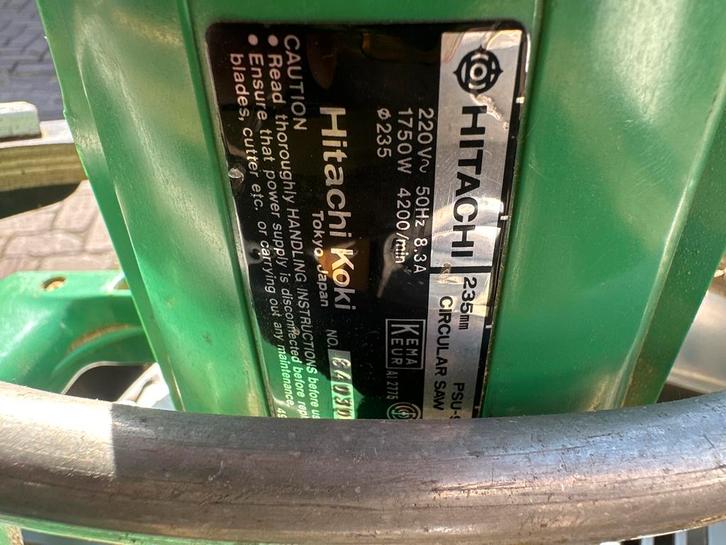 HITACHI 235mm PSU-
CIRCULAR SAW
220V~ 50Hz 8.3A
1750W 4200/min
ø235
KEMA
KEUR
Hitachi Koki
Tokyo Japan
NO.
CAUTION
• Read thoroughly HANDLING INSTRUCTIONS before
• Ensure that power supply is disconnected before
blades, cutter etc. or carrying out any maintenance.